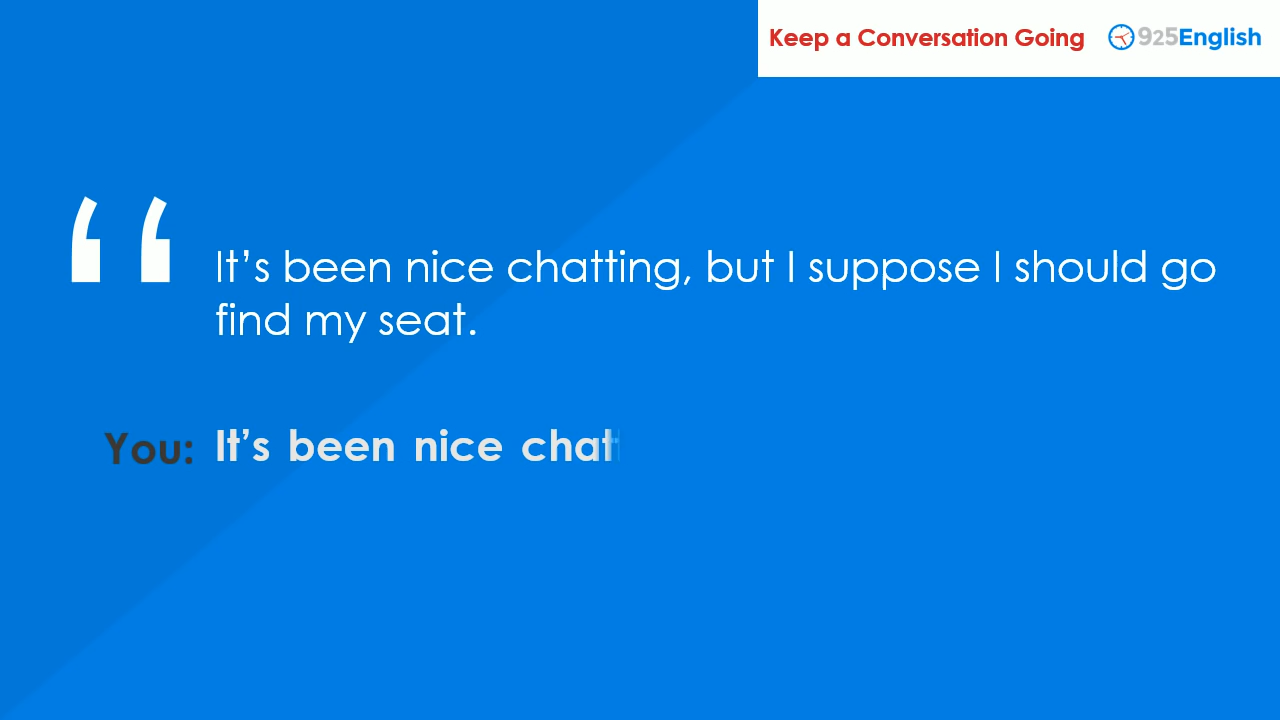 Keep a Conversation Going 925English
“ It’s been nice chatting, but I suppose I should go
find my seat.
You: It’s been nice chat